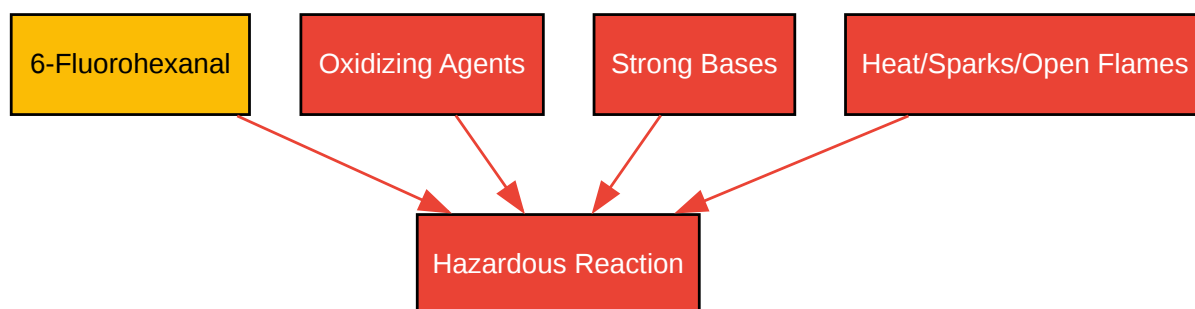 6-Fluorohexanal
Oxidizing Agents
Strong Bases
Heat/Sparks/Open Flames
Hazardous Reaction